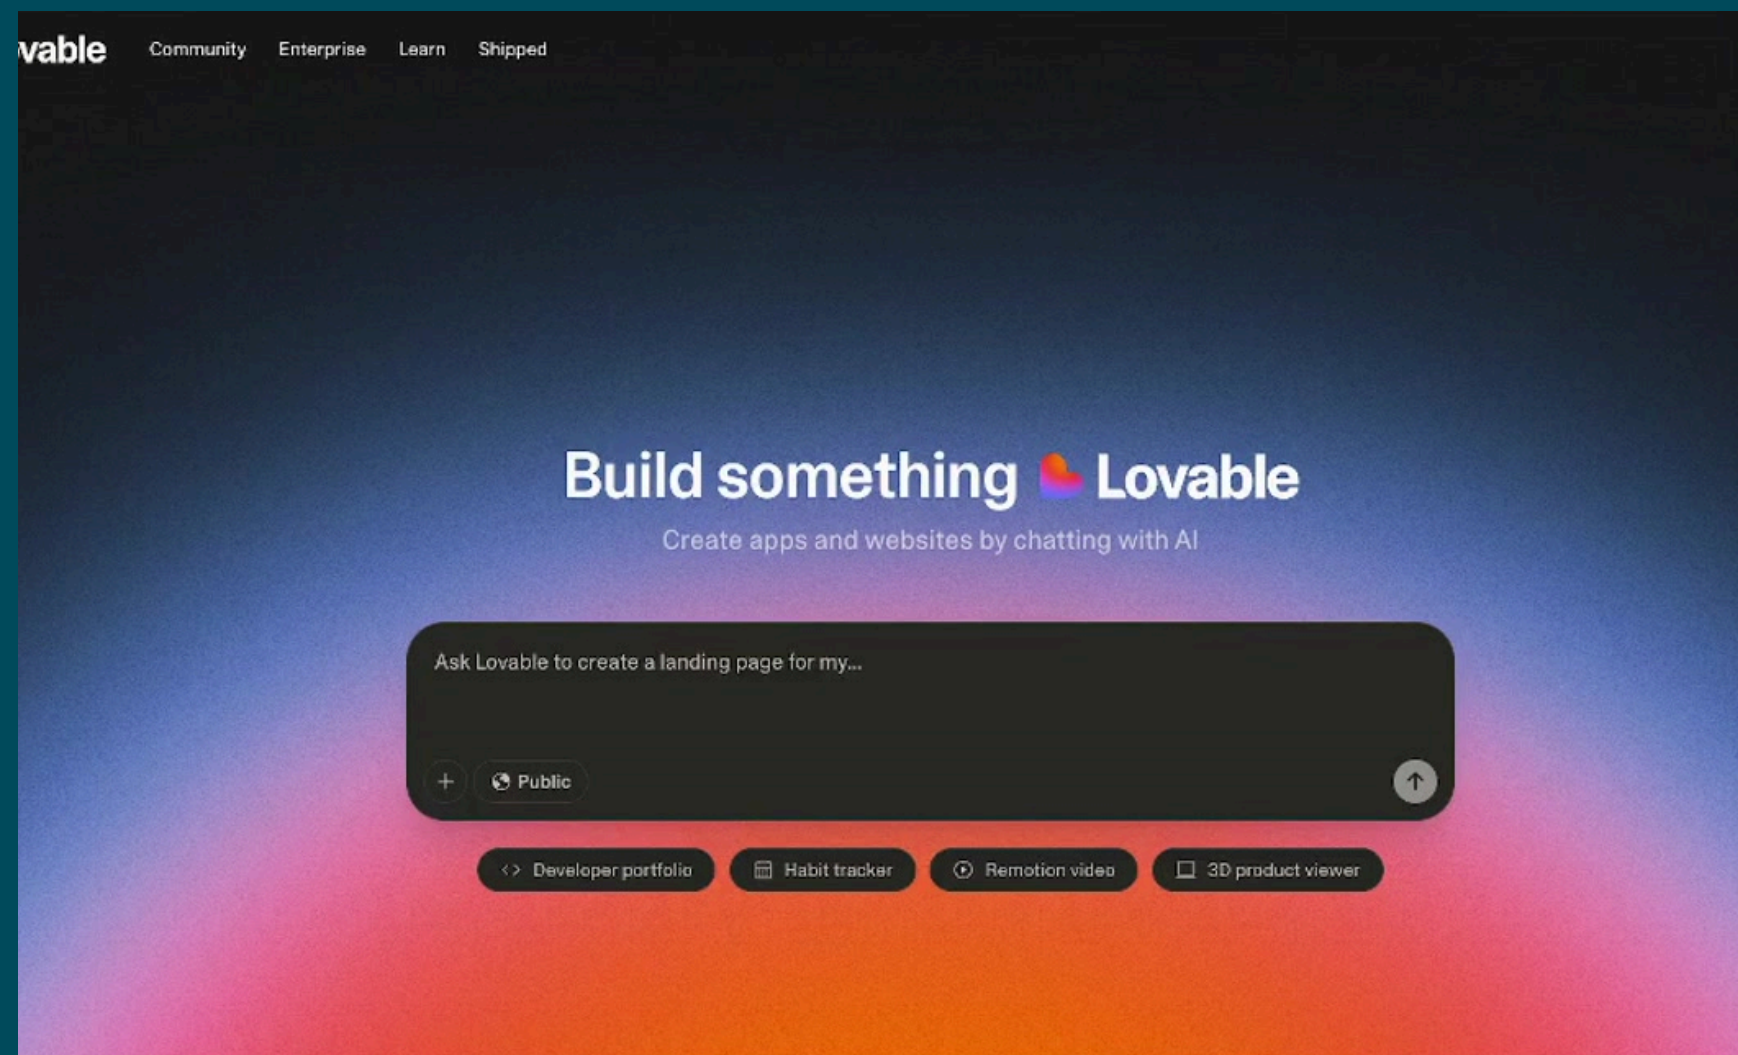 vable Community Enterprise Learn Shipped
Build something Lovable
Create apps and websites by chatting with AI
Ask Lovable to create a landing page for my...
Public
Developer portfolio Habit tracker Remotion video 3D product viewer